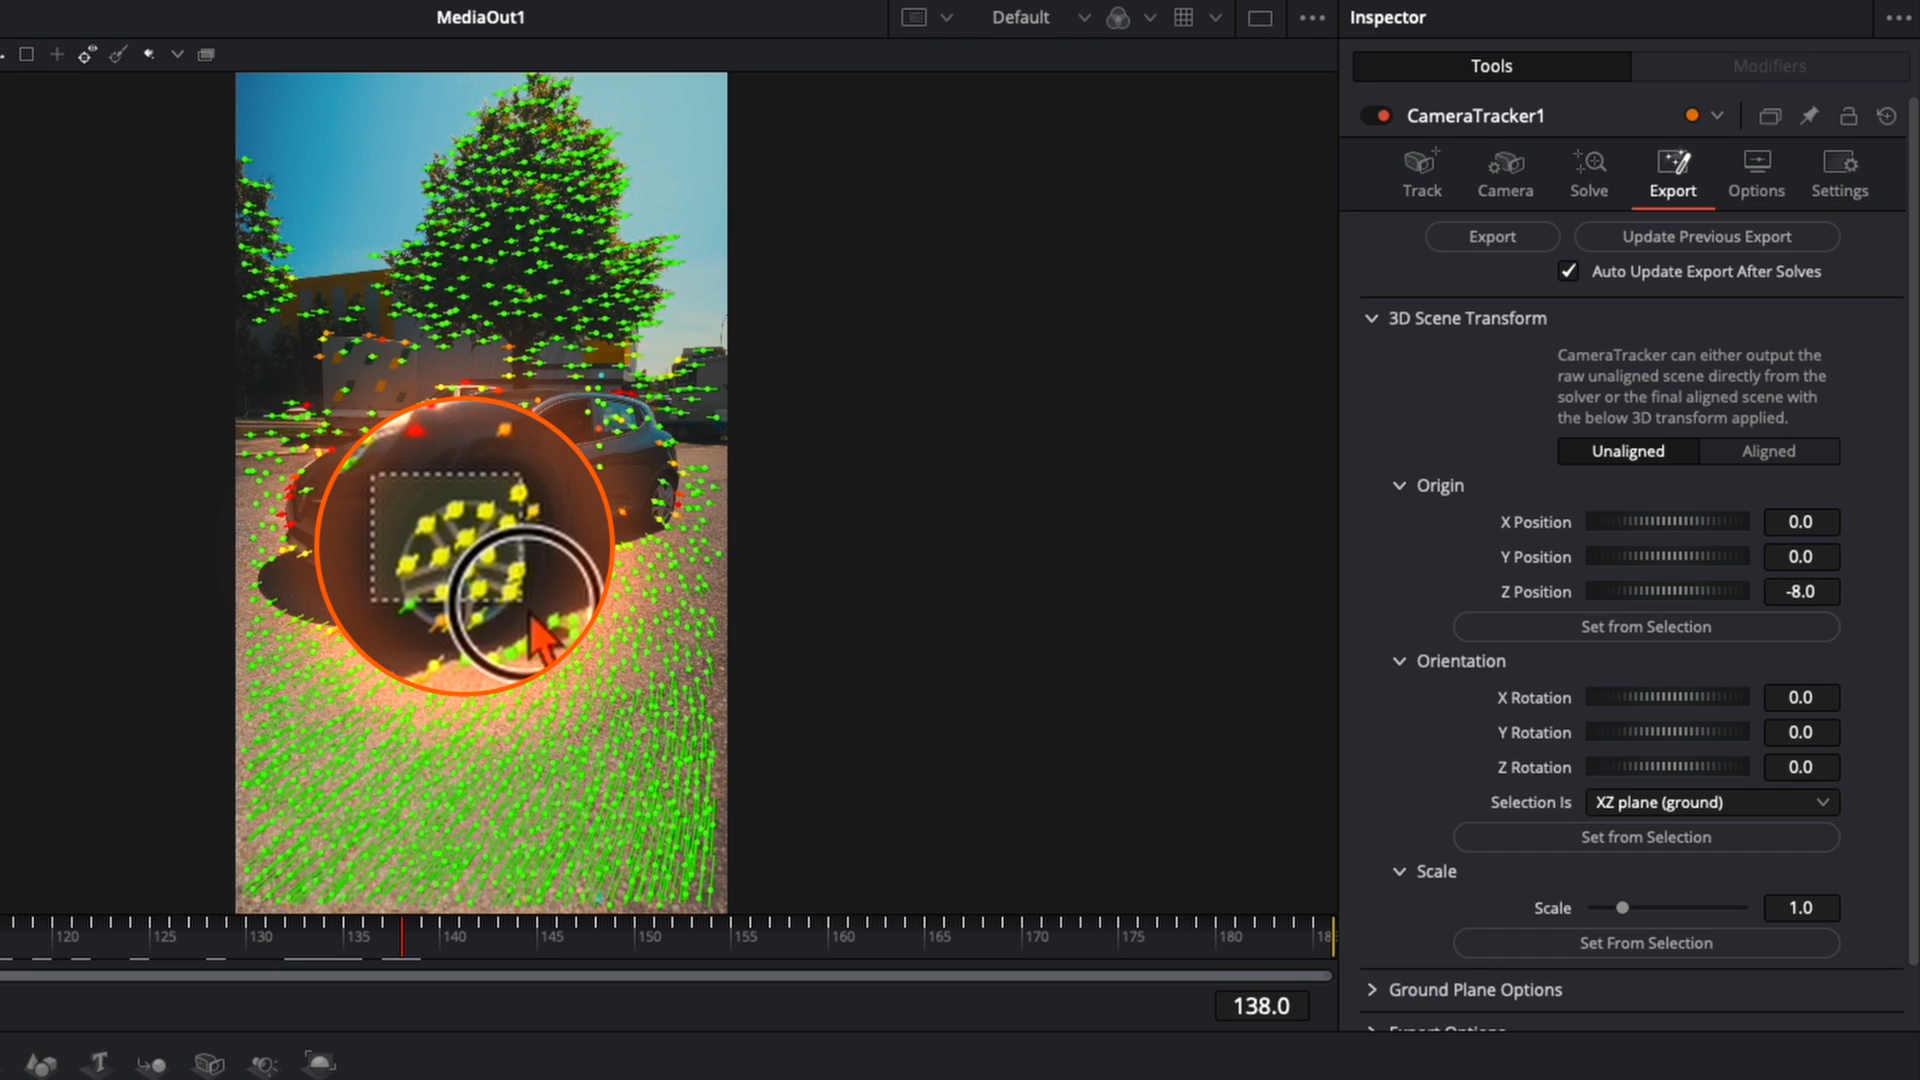 MediaOut1
Default
Inspector
Tools
Modifiers
CameraTracker1
Track
Camera
Solve
Export
Options
Settings
Export
Update Previous Export
Auto Update Export After Solves
3D Scene Transform
CameraTracker can either output the
raw unaligned scene directly from the
solver or the final aligned scene with
the below 3D transform applied.
Unaligned
Aligned
Origin
X Position 0.0
Y Position 0.0
Z Position -8.0
Set from Selection
Orientation
X Rotation 0.0
Y Rotation 0.0
Z Rotation 0.0
Selection Is XZ plane (ground)
Set from Selection
Scale
Scale 1.0
Set From Selection
Ground Plane Options
120 125 130 135 140 145 150 155 160 165 170 175 180
138.0